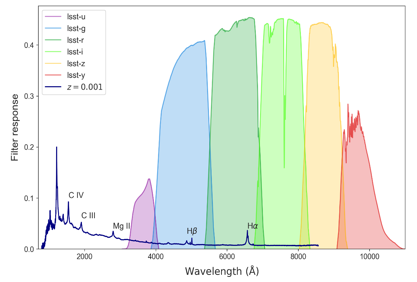 lsst-u
lsst-g
lsst-r
lsst-i
lsst-z
lsst-y
z = 0.001
Filter response
0.4
0.3
0.2
0.1
0.0
C IV
C III
Mg II
Hβ
Hα
2000
4000
6000
8000
10000
Wavelength (Å)